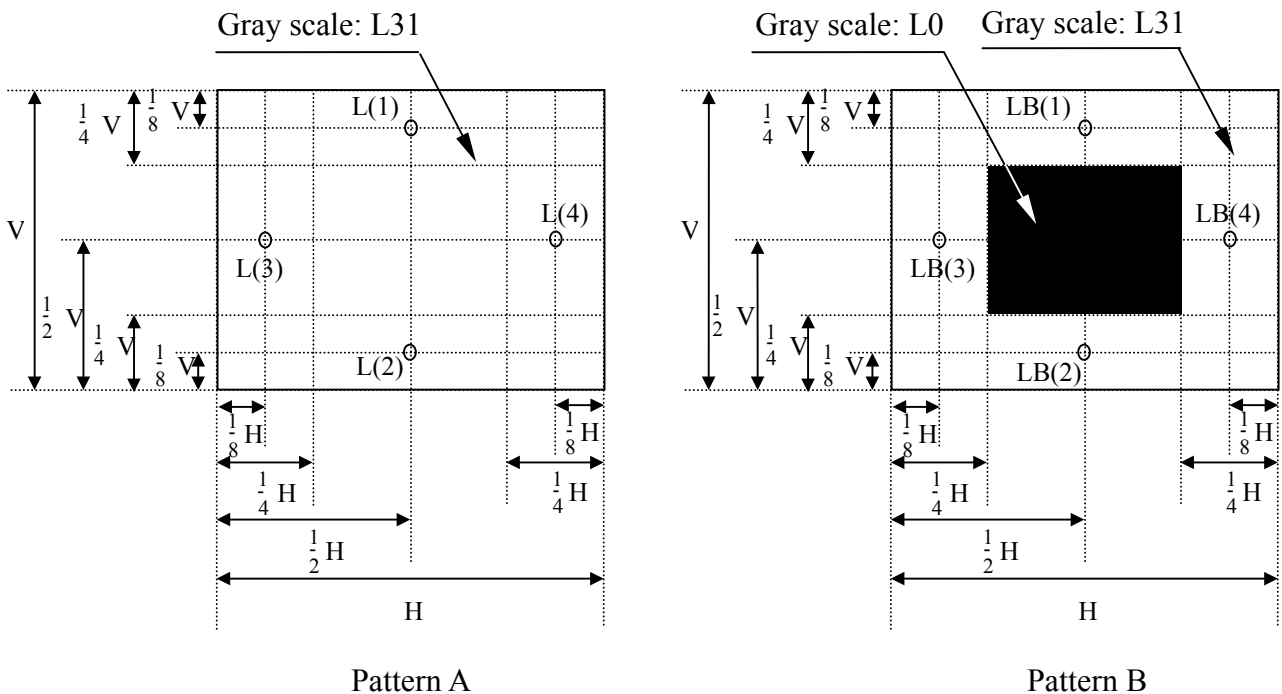 Gray scale: L31
1/8 V
1/4 V
L(1)
L(4)
V
L(3)
1/2 V
1/4 V
L(2)
1/8 V
1/8 H
1/8 H
1/4 H
1/4 H
1/2 H
H
Pattern A
Gray scale: L0
Gray scale: L31
1/8 V
1/4 V
LB(1)
LB(4)
V
LB(3)
1/2 V
1/4 V
LB(2)
1/8 V
1/8 H
1/8 H
1/4 H
1/4 H
1/2 H
H
Pattern B